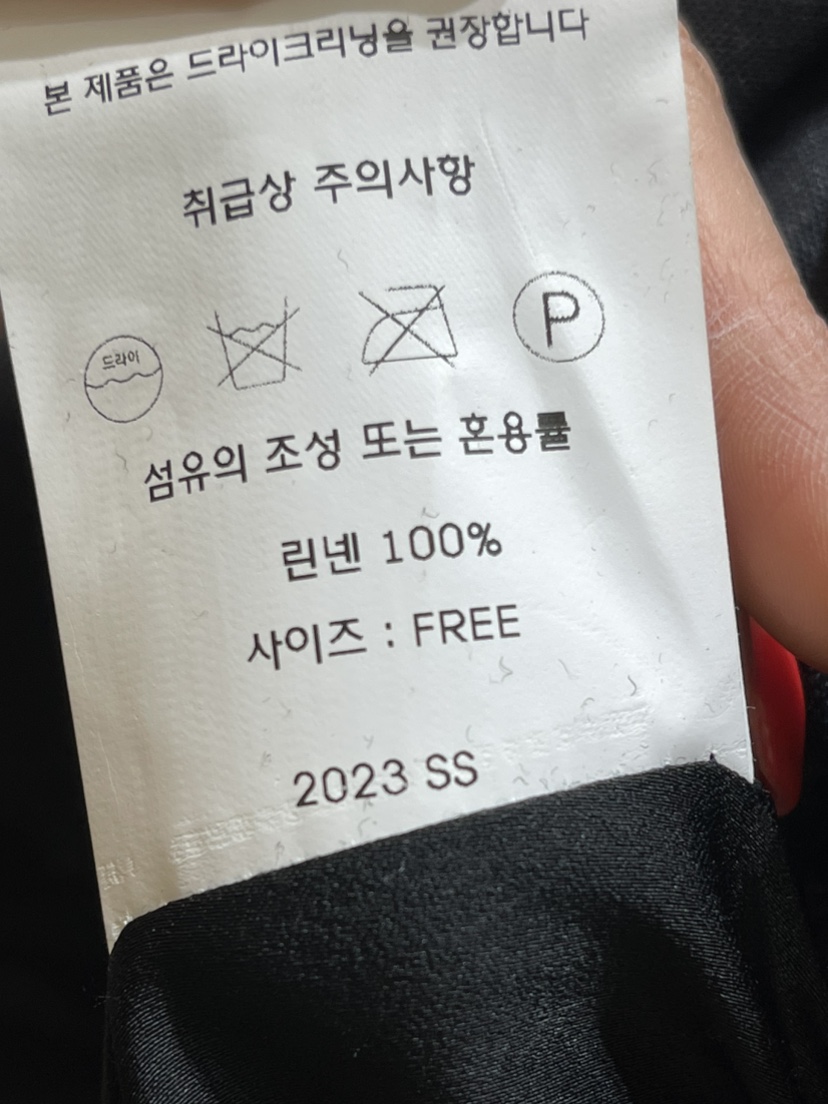 본 제품은 드라이크리닝을 권장합니다
취급상 주의사항
드라이
P
섬유의 조성 또는 혼용률
린넨 100%
사이즈 : FREE
2023 SS